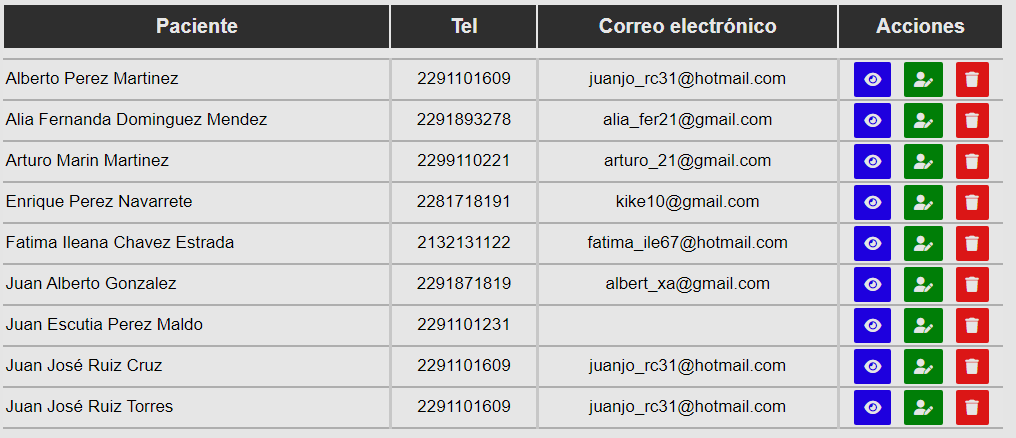 Paciente Tel Correo electrónico Acciones
Alberto Perez Martinez 2291101609 juanjo_rc31@hotmail.com
Alia Fernanda Dominguez Mendez 2291893278 alia_fer21@gmail.com
Arturo Marin Martinez 2299110221 arturo_21@gmail.com
Enrique Perez Navarrete 2281718191 kike10@gmail.com
Fatima Ileana Chavez Estrada 2132131122 fatima_ile67@hotmail.com
Juan Alberto Gonzalez 2291871819 albert_xa@gmail.com
Juan Escutia Perez Maldo 2291101231
Juan José Ruiz Cruz 2291101609 juanjo_rc31@hotmail.com
Juan José Ruiz Torres 2291101609 juanjo_rc31@hotmail.com